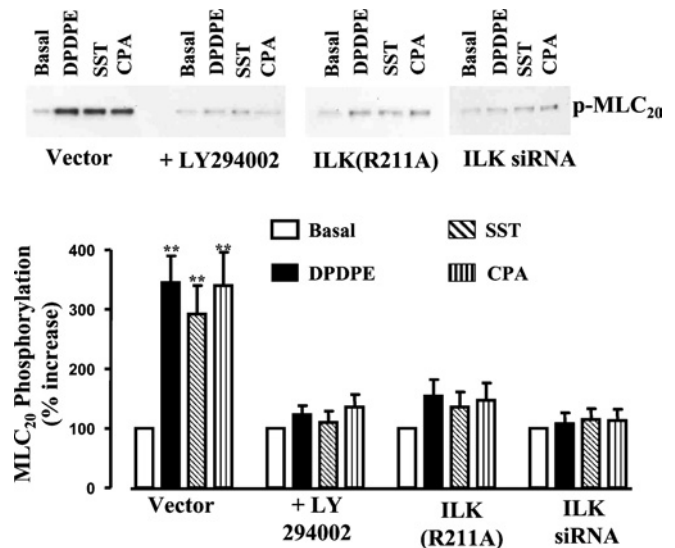 Basal DPDPE SST CPA Basal DPDPE SST CPA Basal DPDPE SST CPA Basal DPDPE SST CPA
p-MLC20
Vector + LY294002 ILK(R211A) ILK siRNA
Basal SST
DPDPE CPA
MLC20 Phosphorylation
(% increase)
400
300
200
100
0
** ** **
Vector + LY ILK ILK
294002 (R211A) siRNA